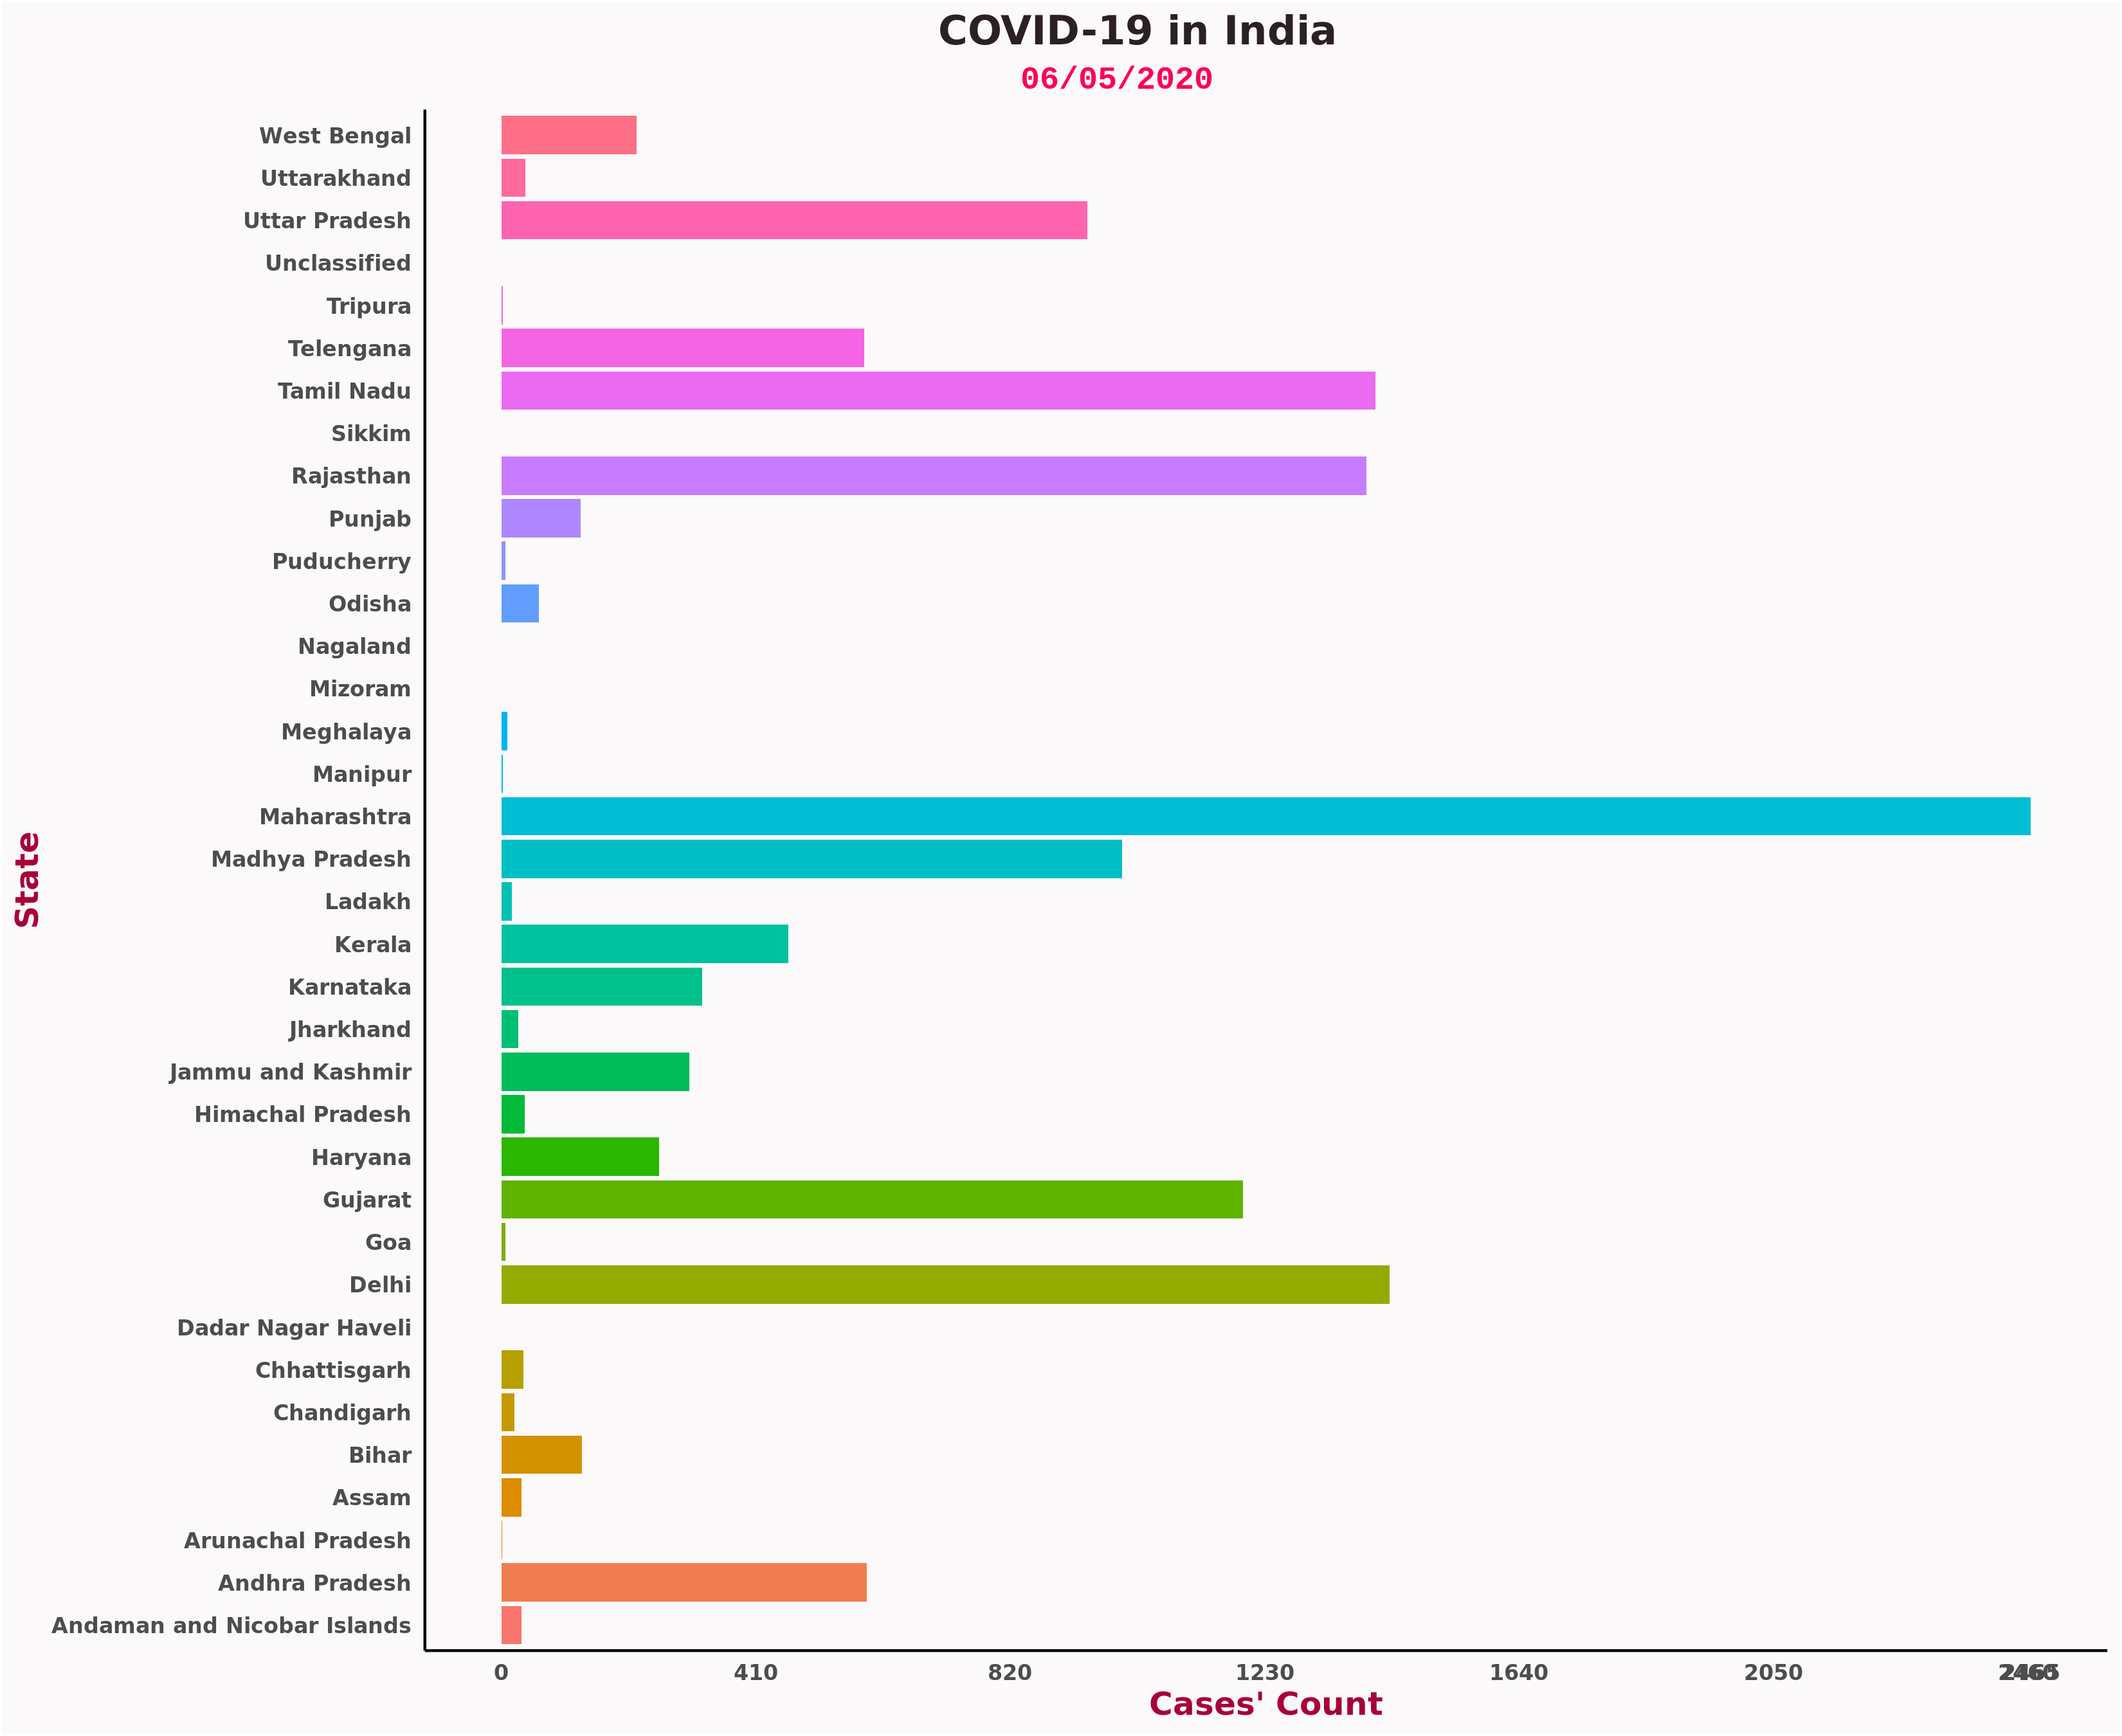 COVID-19 in India
06/05/2020
State
West Bengal
Uttarakhand
Uttar Pradesh
Unclassified
Tripura
Telengana
Tamil Nadu
Sikkim
Rajasthan
Punjab
Puducherry
Odisha
Nagaland
Mizoram
Meghalaya
Manipur
Maharashtra
Madhya Pradesh
Ladakh
Kerala
Karnataka
Jharkhand
Jammu and Kashmir
Himachal Pradesh
Haryana
Gujarat
Goa
Delhi
Dadar Nagar Haveli
Chhattisgarh
Chandigarh
Bihar
Assam
Arunachal Pradesh
Andhra Pradesh
Andaman and Nicobar Islands
0 410 820 1230 1640 2050 2460 2465
Cases' Count